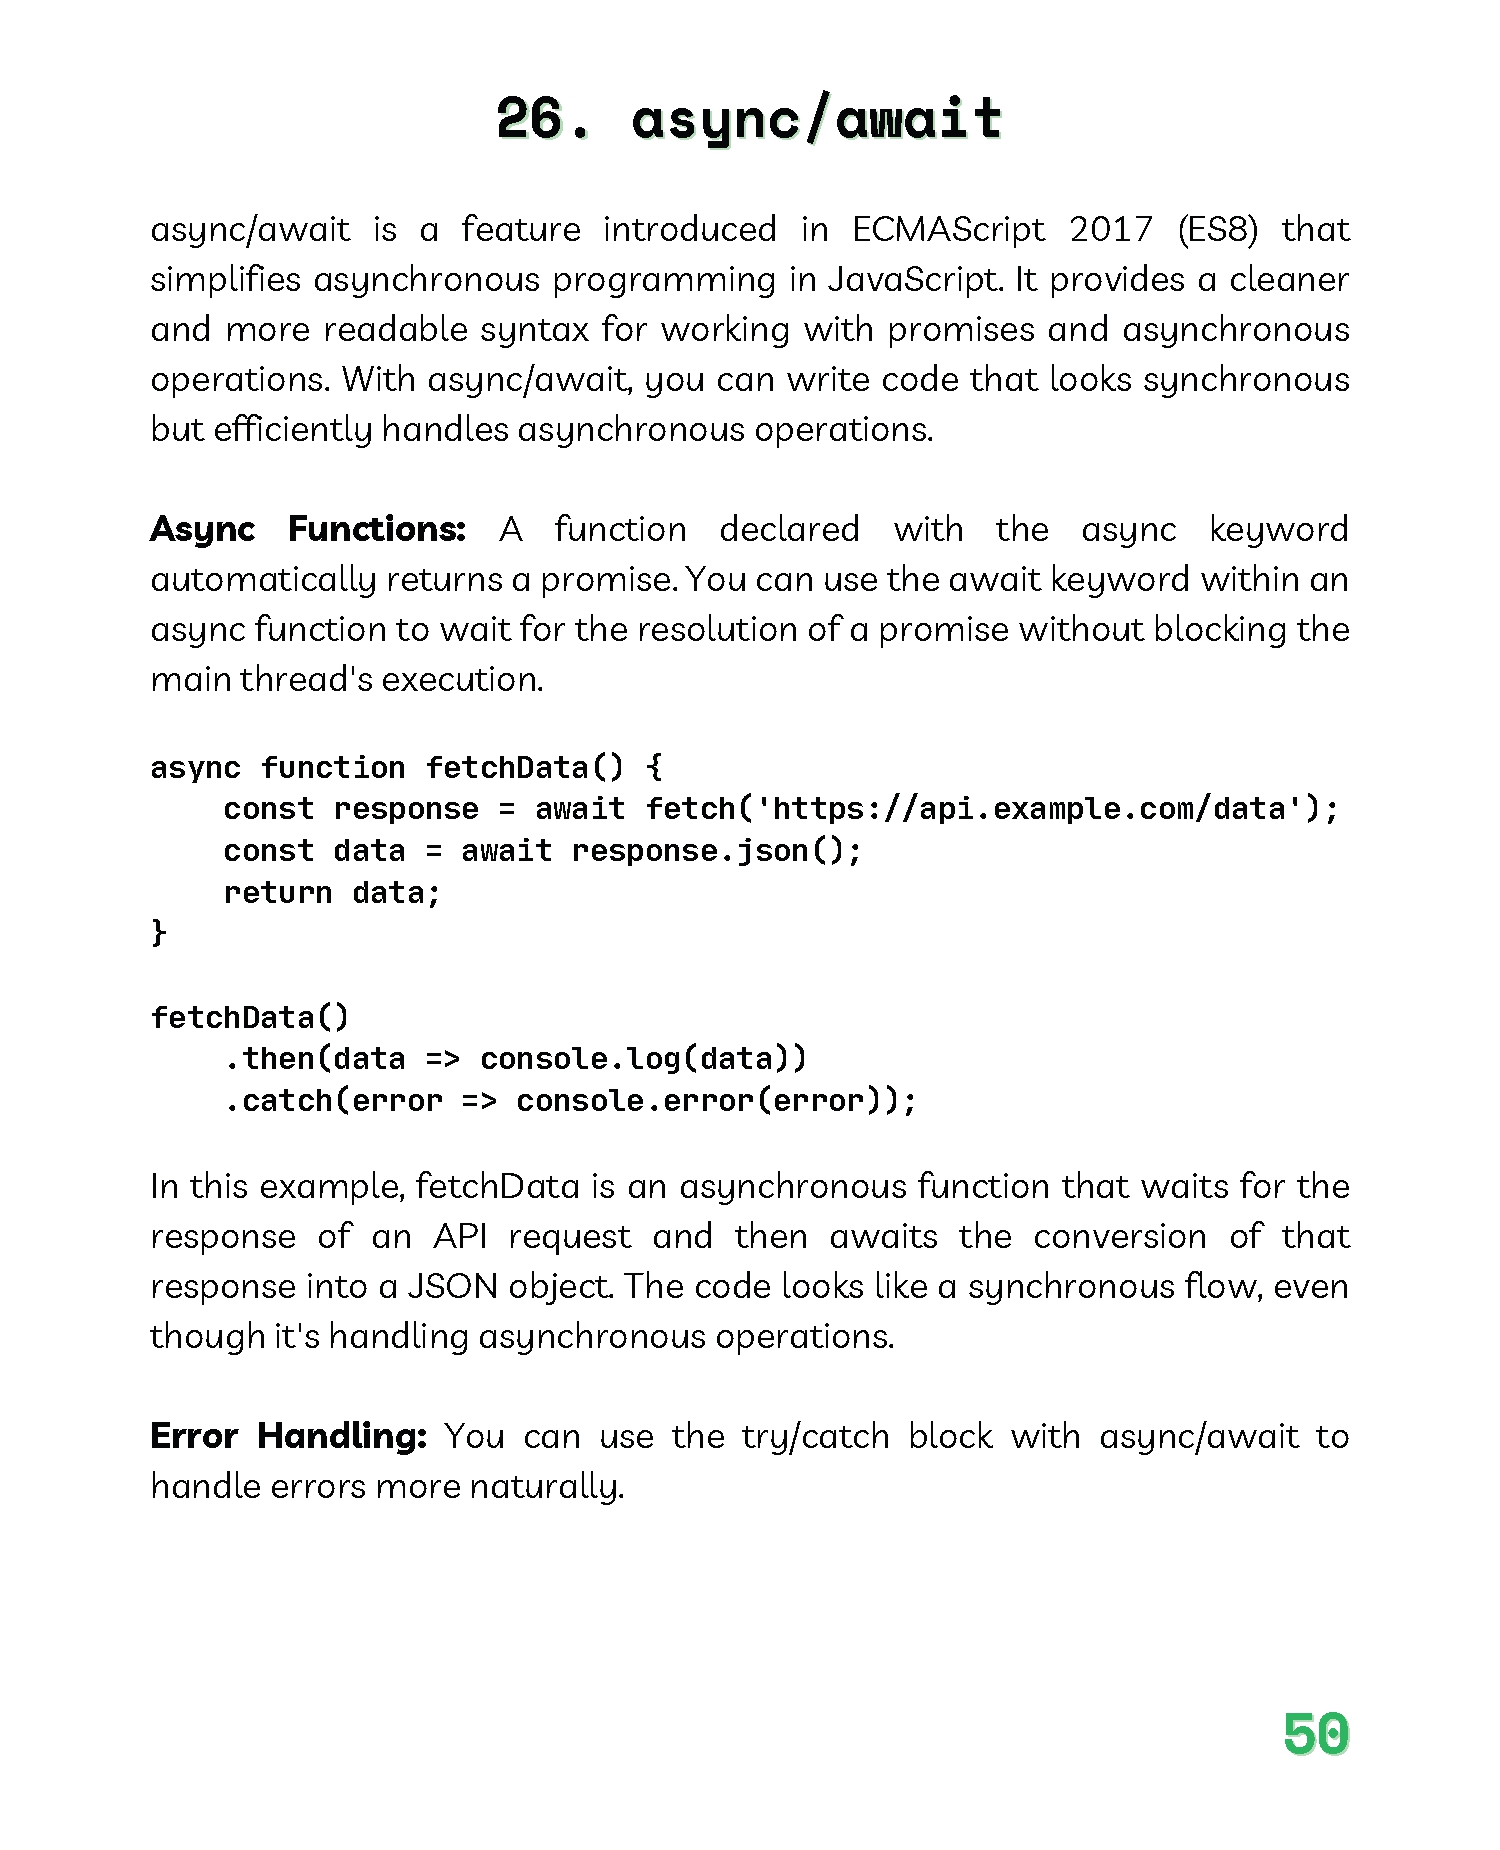 26. async/await
async/await is a feature introduced in ECMAScript 2017 (ES8) that
simplifies asynchronous programming in JavaScript. It provides a cleaner
and more readable syntax for working with promises and asynchronous
operations. With async/await, you can write code that looks synchronous
but efficiently handles asynchronous operations.
Async Functions: A function declared with the async keyword
automatically returns a promise. You can use the await keyword within an
async function to wait for the resolution of a promise without blocking the
main thread's execution.
async function fetchData() {
    const response = await fetch('https://api.example.com/data');
    const data = await response.json();
    return data;
}
fetchData()
    .then(data => console.log(data))
    .catch(error => console.error(error));
In this example, fetchData is an asynchronous function that waits for the
response of an API request and then awaits the conversion of that
response into a JSON object. The code looks like a synchronous flow, even
though it's handling asynchronous operations.
Error Handling: You can use the try/catch block with async/await to
handle errors more naturally.
50